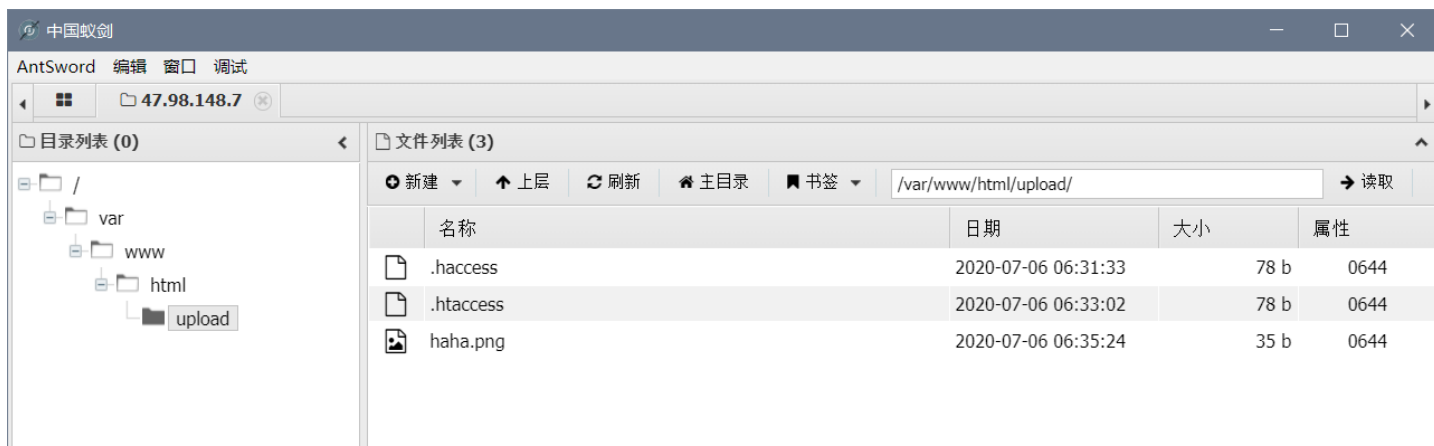 中国蚁剑
AntSword 编辑 窗口 调试
47.98.148.7
目录列表 (0)
文件列表 (3)
新建 上层 刷新 主目录 书签 /var/www/html/upload/ 读取
/
var
www
html
upload
名称 日期 大小 属性
.haccess 2020-07-06 06:31:33 78 b 0644
.htaccess 2020-07-06 06:33:02 78 b 0644
haha.png 2020-07-06 06:35:24 35 b 0644